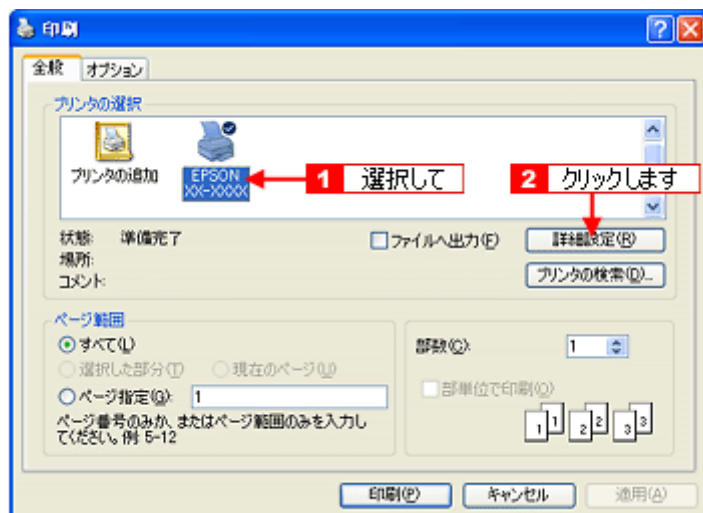 印刷
全般 オプション
プリンタの選択
プリンタの追加
EPSON
XX-XXXX
1 選択して
2 クリックします
状態: 準備完了
場所:
コメント:
ファイルへ出力(F)
詳細設定(R)
プリンタの検索(D)...
ページ範囲
すべて(L)
選択した部分(T) 現在のページ(U)
ページ指定(G): 1
ページ番号のみか、またはページ範囲のみを入力し
てください。例 5-12
部数(C): 1
部単位で印刷(O)
1 1 2 2 3 3
印刷(P) キャンセル 適用(A)